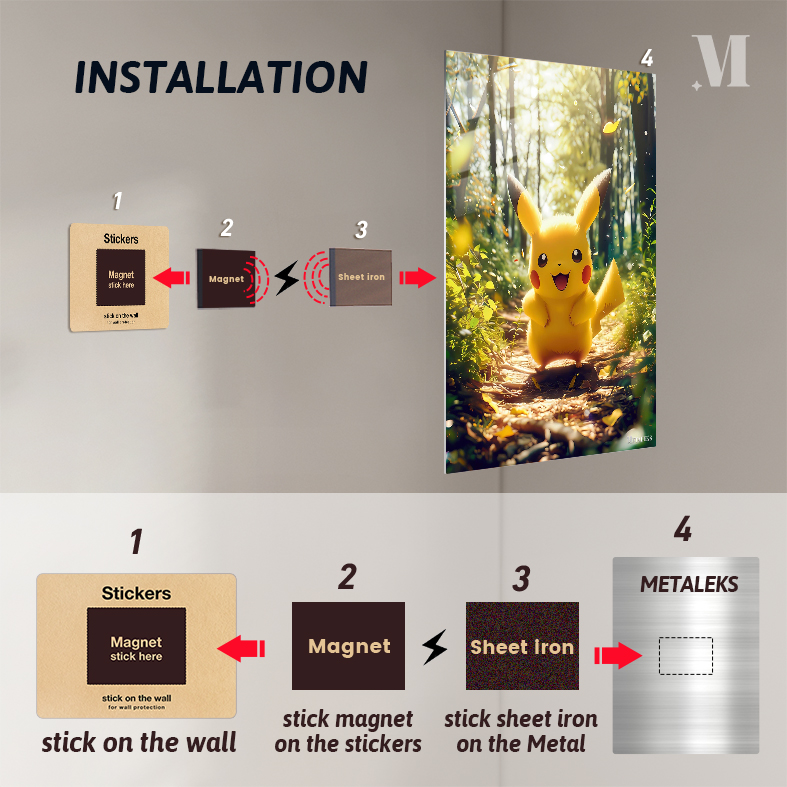 INSTALLATION
M
4
1
2
3
Stickers
Magnet
stick here
stick on the wall
for wall protection
Magnet
Sheet iron
1
2
3
4
Stickers
Magnet
stick here
stick on the wall
for wall protection
Magnet
Sheet iron
METALEKS
stick on the wall
stick magnet
on the stickers
stick sheet iron
on the Metal